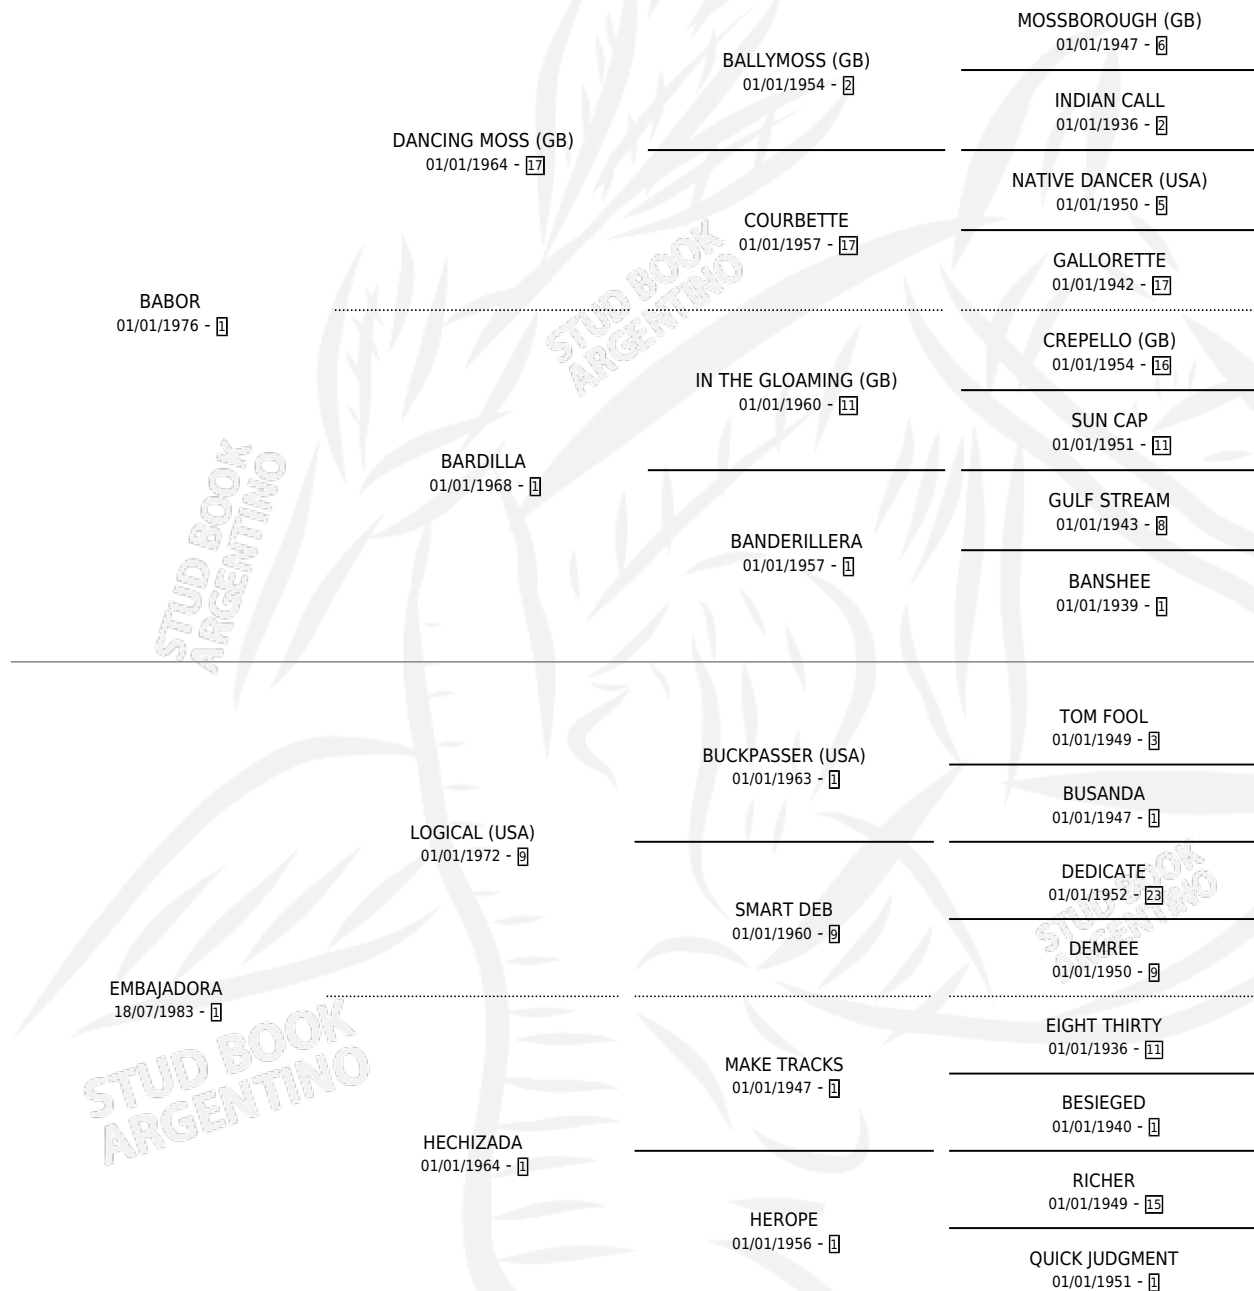 MOSSBOROUGH (GB)
01/01/1947 - 6
BALLYMOSS (GB)
01/01/1954 - 2
INDIAN CALL
01/01/1936 - 2
DANCING MOSS (GB)
01/01/1964 - 17
NATIVE DANCER (USA)
01/01/1950 - 5
COURBETTE
01/01/1957 - 17
GALLORETTE
01/01/1942 - 17
BABOR
01/01/1976 - 1
CREPELLO (GB)
01/01/1954 - 16
IN THE GLOAMING (GB)
01/01/1960 - 11
SUN CAP
01/01/1951 - 11
BARDILLA
01/01/1968 - 1
GULF STREAM
01/01/1943 - 8
BANDERILLERA
01/01/1957 - 1
BANSHEE
01/01/1939 - 1
TOM FOOL
01/01/1949 - 3
BUCKPASSER (USA)
01/01/1963 - 1
BUSANDA
01/01/1947 - 1
LOGICAL (USA)
01/01/1972 - 9
DEDICATE
01/01/1952 - 23
SMART DEB
01/01/1960 - 9
DEMREE
01/01/1950 - 9
EMBAJADORA
18/07/1983 - 1
EIGHT THIRTY
01/01/1936 - 11
MAKE TRACKS
01/01/1947 - 1
BESIEGED
01/01/1940 - 1
HECHIZADA
01/01/1964 - 1
RICHER
01/01/1949 - 15
HEROPE
01/01/1956 - 1
QUICK JUDGMENT
01/01/1951 - 1
STUD BOOK
ARGENTINO
STUD BOOK
ARGENTINO
STUD BOOK
ARGENTINO
STUD BOOK
ARGENTINO